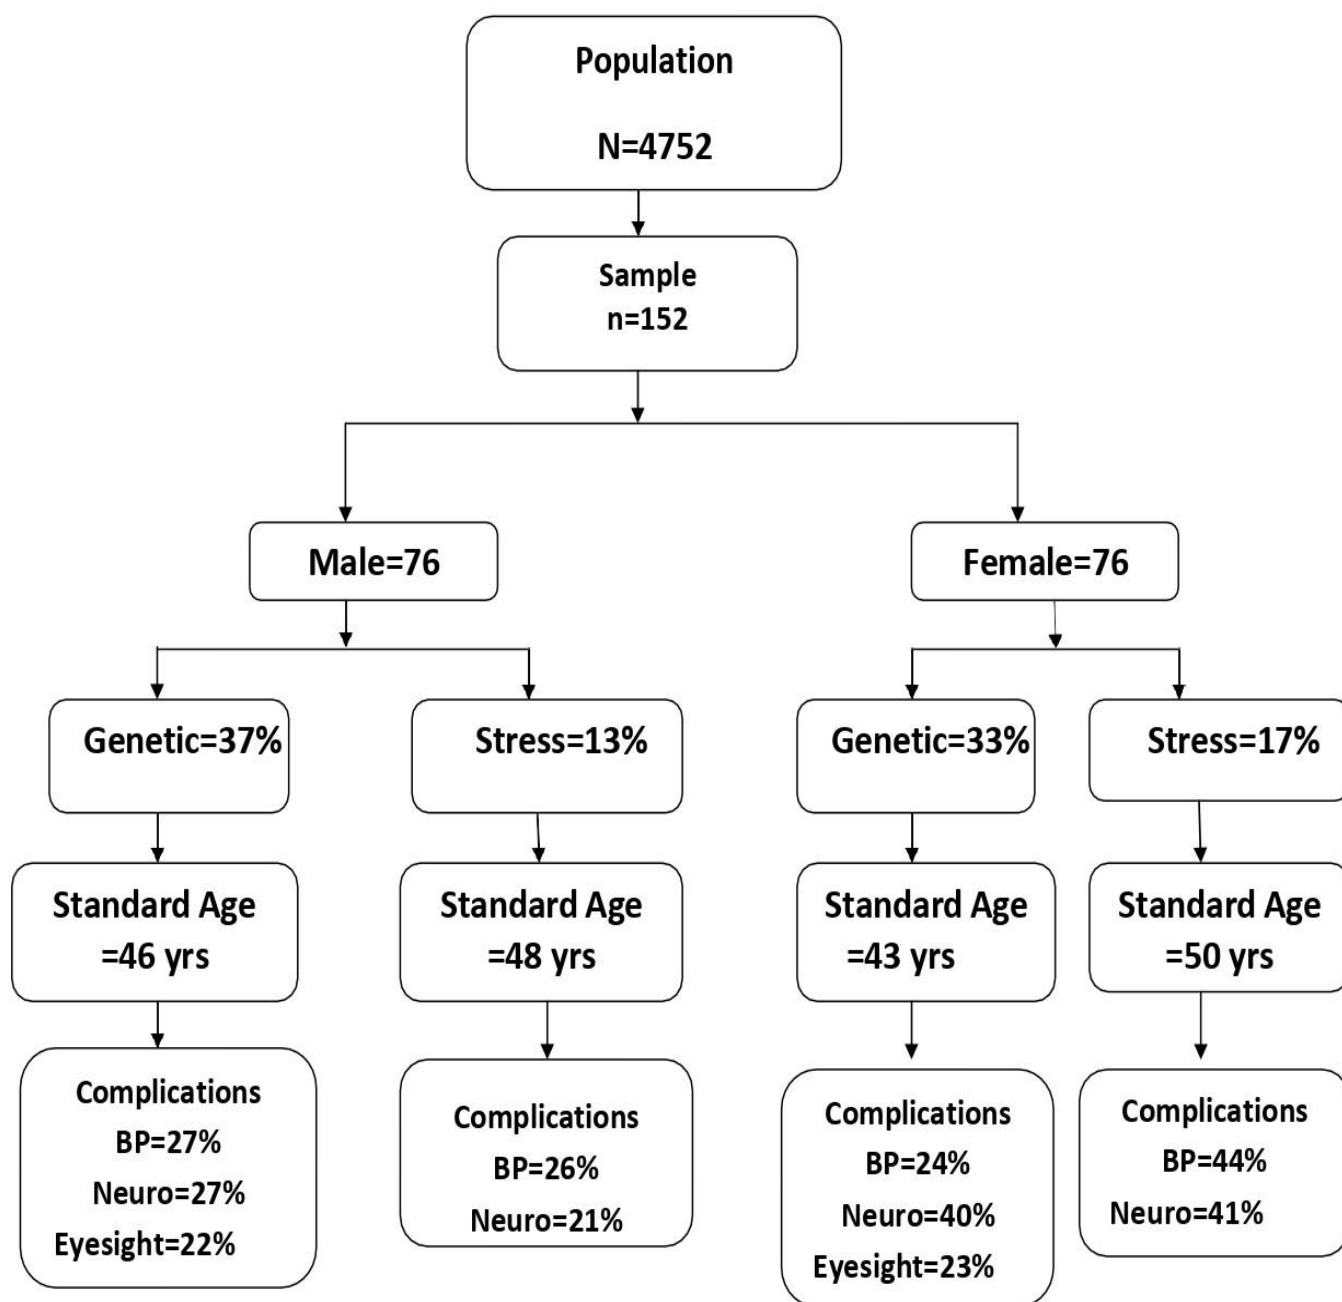 Population
N=4752
Sample
n=152
Male=76
Female=76
Genetic=37%
Stress=13%
Genetic=33%
Stress=17%
Standard Age
=46 yrs
Standard Age
=48 yrs
Standard Age
=43 yrs
Standard Age
=50 yrs
Complications
BP=27%
Neuro=27%
Eyesight=22%
Complications
BP=26%
Neuro=21%
Complications
BP=24%
Neuro=40%
Eyesight=23%
Complications
BP=44%
Neuro=41%